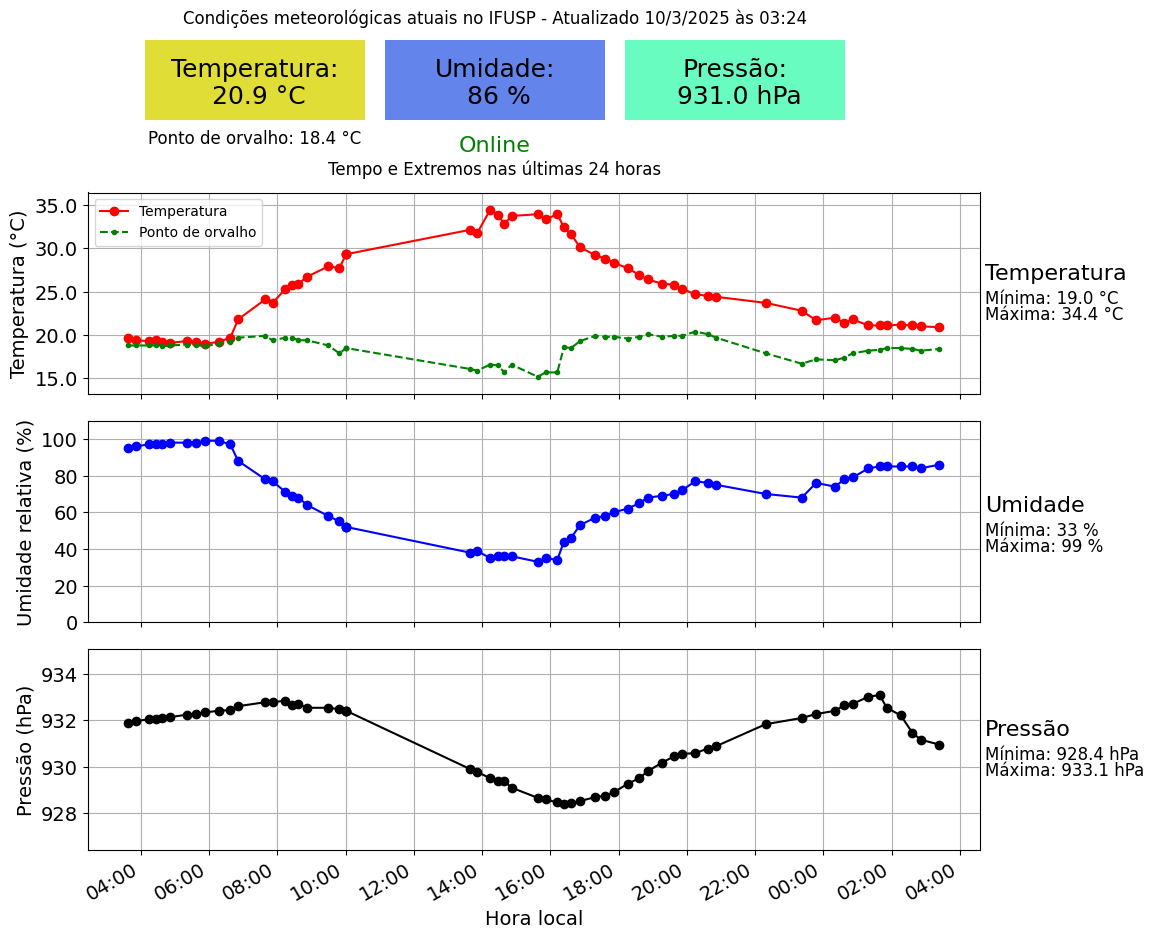 Condições meteorológicas atuais no IFUSP - Atualizado 10/3/2025 às 03:24
Temperatura:
20.9 °C
Umidade:
86 %
Pressão:
931.0 hPa
Ponto de orvalho: 18.4 °C
Online
Tempo e Extremos nas últimas 24 horas
Temperatura (°C)
35.0
30.0
25.0
20.0
15.0
Temperatura
Ponto de orvalho
Temperatura
Mínima: 19.0 °C
Máxima: 34.4 °C
Umidade relativa (%)
100
80
60
40
20
0
Umidade
Mínima: 33 %
Máxima: 99 %
Pressão (hPa)
934
932
930
928
Pressão
Mínima: 928.4 hPa
Máxima: 933.1 hPa
04:00 06:00 08:00 10:00 12:00 14:00 16:00 18:00 20:00 22:00 00:00 02:00 04:00
Hora local